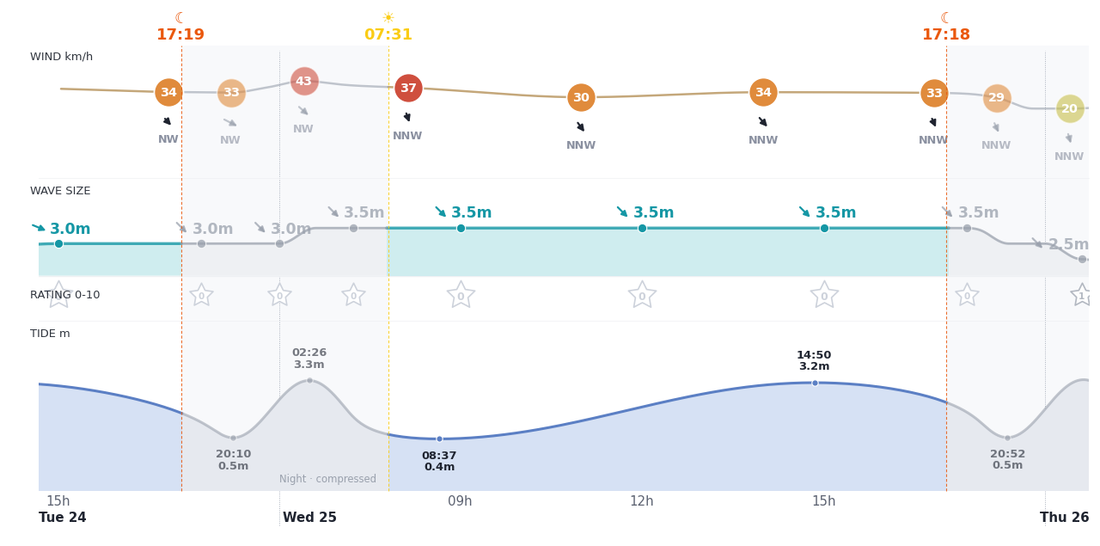 17:19
07:31
17:18
WIND km/h
34
33
43
37
30
34
33
29
20
NW
NW
NW
NNW
NNW
NNW
NNW
NNW
NNW
WAVE SIZE
3.0m
3.0m
3.0m
3.5m
3.5m
3.5m
3.5m
3.5m
2.5m
RATING 0-10
0
0
0
0
0
0
0
1
TIDE m
02:26
3.3m
14:50
3.2m
20:10
0.5m
08:37
0.4m
20:52
0.5m
Night · compressed
15h
09h
12h
15h
Tue 24
Wed 25
Thu 26